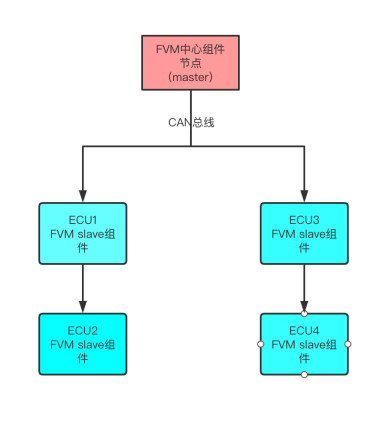 FVM中心组件
节点
(master)
CAN总线
ECU1
FVM slave组
件
ECU3
FVM slave组
件
ECU2
FVM slave组
件
ECU4
FVM slave组
件